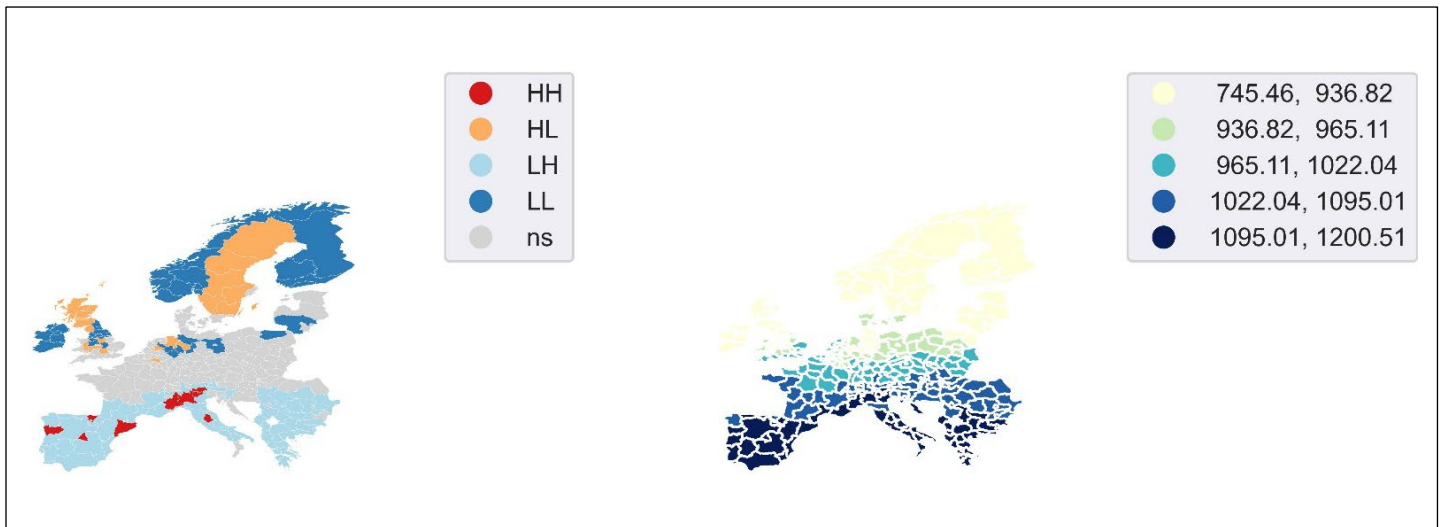 HH
HL
LH
LL
ns
745.46, 936.82
936.82, 965.11
965.11, 1022.04
1022.04, 1095.01
1095.01, 1200.51